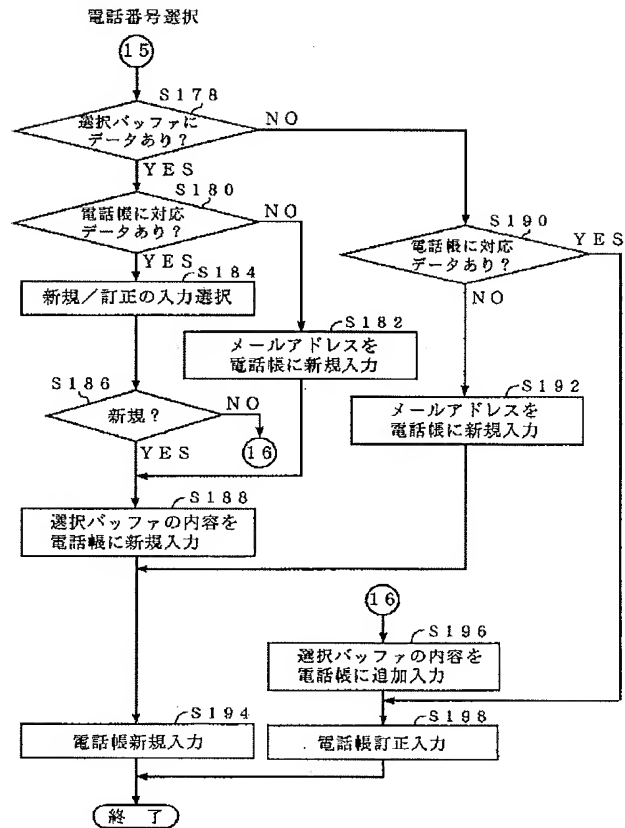 電話番号選択
15
S178
選択バッファに
データあり?
NO
YES
S180
電話帳に対応
データあり?
NO
YES
S190
電話帳に対応
データあり?
YES
NO
S184
新規/訂正の入力選択
S182
メールアドレスを
電話帳に新規入力
S186
新規?
NO
16
YES
S192
メールアドレスを
電話帳に新規入力
S188
選択バッファの内容を
電話帳に新規入力
16
S196
選択バッファの内容を
電話帳に追加入力
S194
電話帳新規入力
S198
電話帳訂正入力
終 了